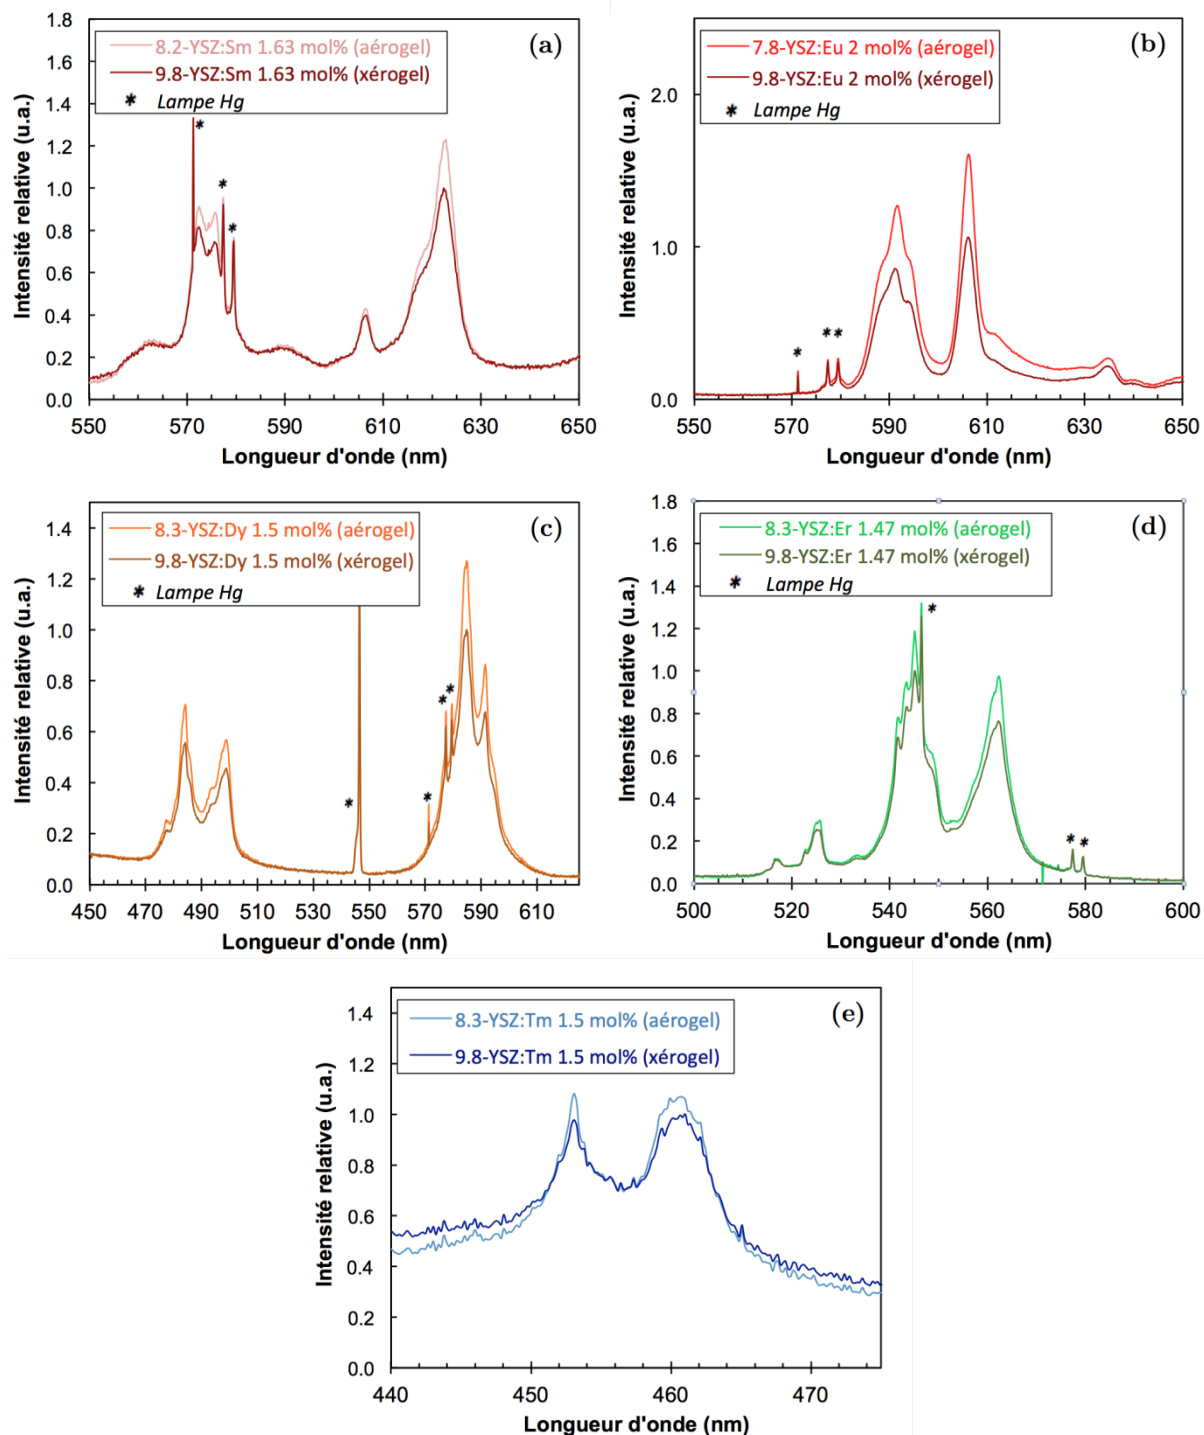 (a)
8.2-YSZ:Sm 1.63 mol% (aérogel)
9.8-YSZ:Sm 1.63 mol% (xérogel)
* Lampe Hg
Intensité relative (u.a.)
1.8
1.6
1.4
1.2
1.0
0.8
0.6
0.4
0.2
0.0
550 570 590 610 630 650
Longueur d'onde (nm)
(b)
7.8-YSZ:Eu 2 mol% (aérogel)
9.8-YSZ:Eu 2 mol% (xérogel)
* Lampe Hg
Intensité relative (u.a.)
2.0
1.0
0.0
550 570 590 610 630 650
Longueur d'onde (nm)
(c)
8.3-YSZ:Dy 1.5 mol% (aérogel)
9.8-YSZ:Dy 1.5 mol% (xérogel)
* Lampe Hg
Intensité relative (u.a.)
1.4
1.2
1.0
0.8
0.6
0.4
0.2
0.0
450 470 490 510 530 550 570 590 610
Longueur d'onde (nm)
(d)
8.3-YSZ:Er 1.47 mol% (aérogel)
9.8-YSZ:Er 1.47 mol% (xérogel)
* Lampe Hg
Intensité relative (u.a.)
1.8
1.6
1.4
1.2
1.0
0.8
0.6
0.4
0.2
0.0
500 520 540 560 580 600
Longueur d'onde (nm)
(e)
8.3-YSZ:Tm 1.5 mol% (aérogel)
9.8-YSZ:Tm 1.5 mol% (xérogel)
Intensité relative (u.a.)
1.4
1.2
1.0
0.8
0.6
0.4
0.2
0.0
440 450 460 470
Longueur d'onde (nm)